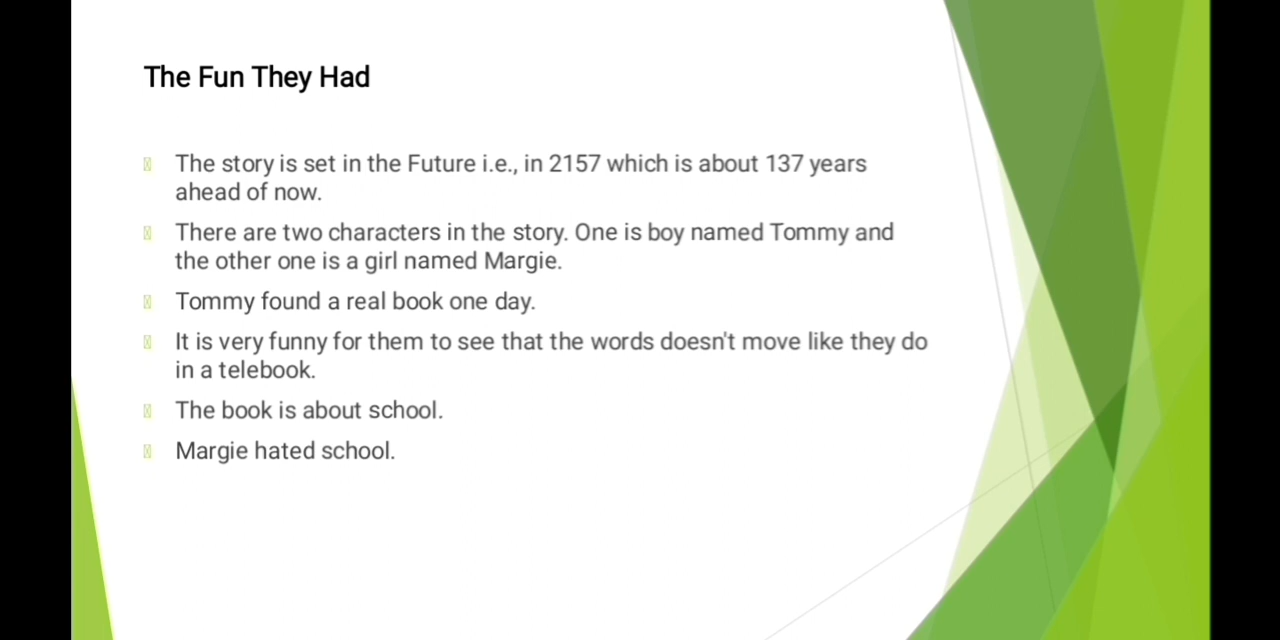 The Fun They Had
The story is set in the Future i.e., in 2157 which is about 137 years
ahead of now.
There are two characters in the story. One is boy named Tommy and
the other one is a girl named Margie.
Tommy found a real book one day.
It is very funny for them to see that the words doesn't move like they do
in a telebook.
The book is about school.
Margie hated school.